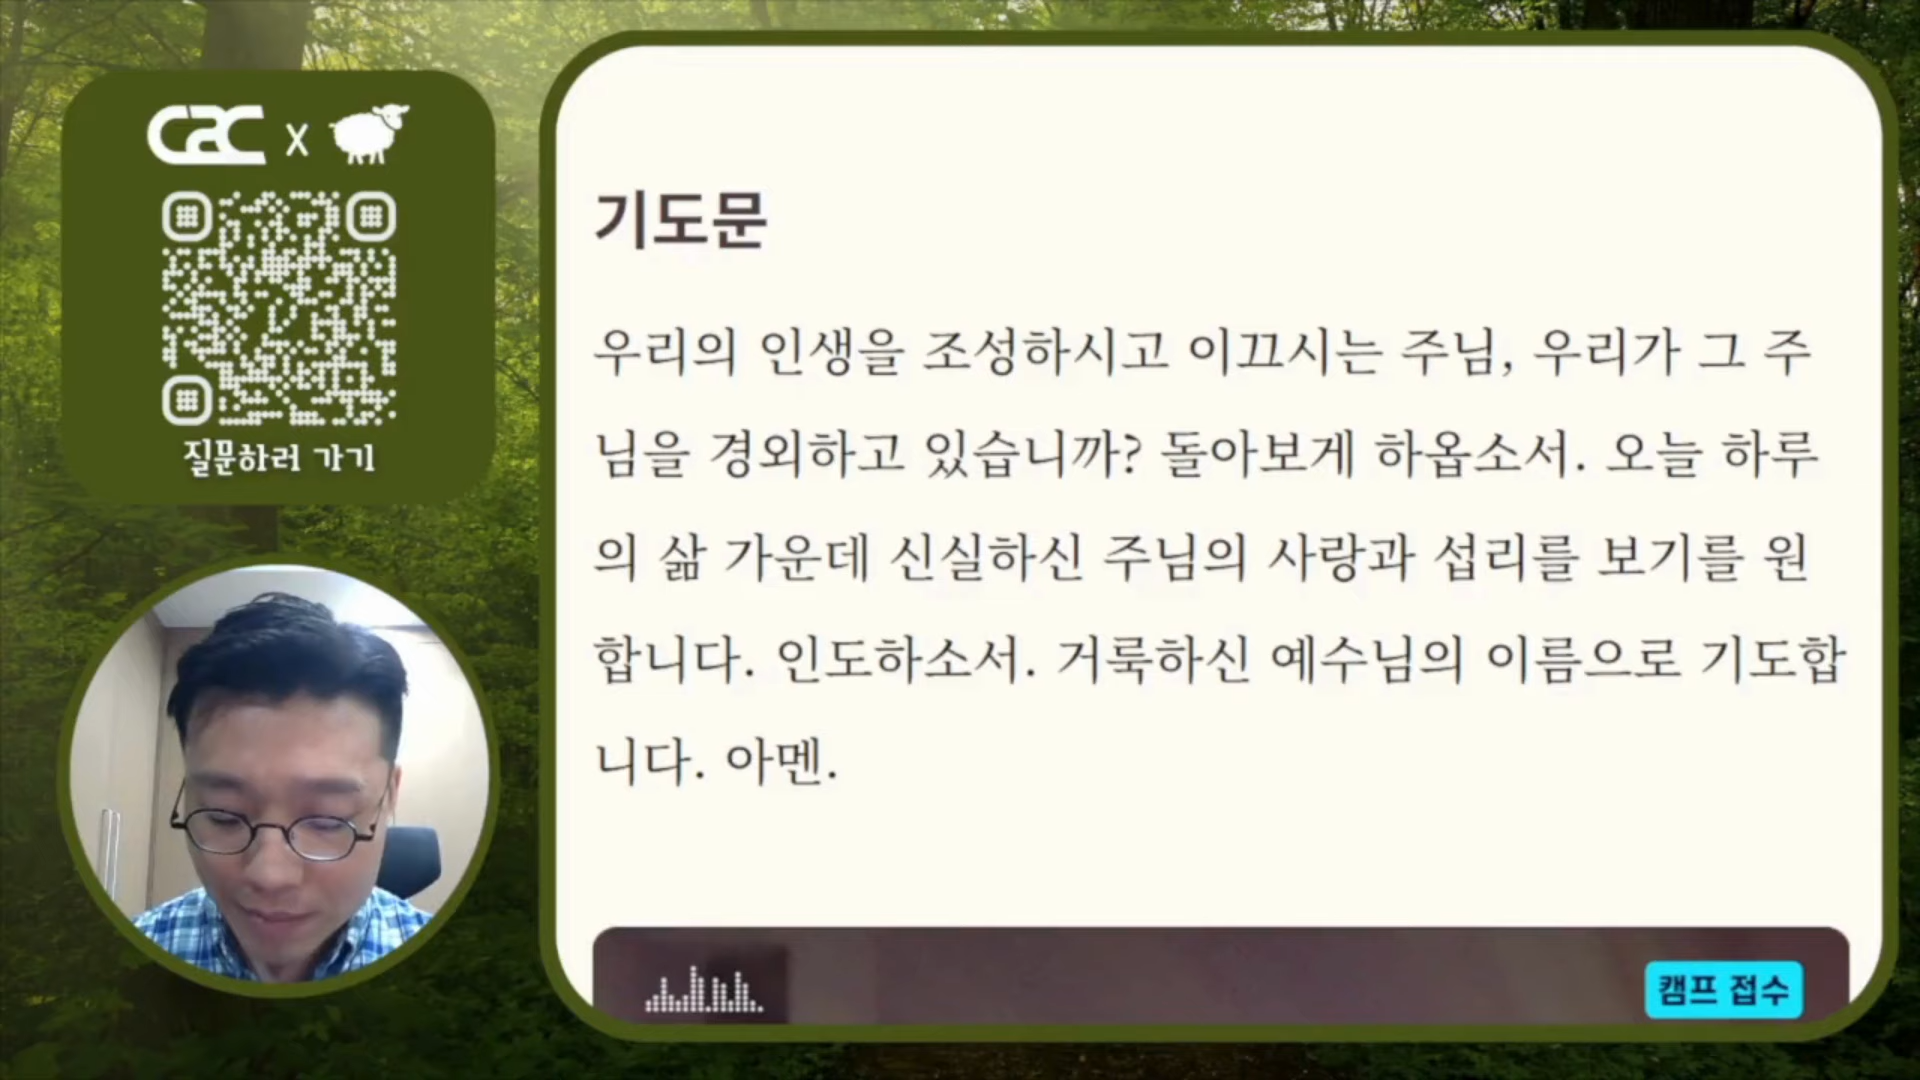 cac x
질문하러 가기
기도문
우리의 인생을 조성하시고 이끄시는 주님, 우리가 그 주
님을 경외하고 있습니까? 돌아보게 하옵소서. 오늘 하루
의 삶 가운데 신실하신 주님의 사랑과 섭리를 보기를 원
합니다. 인도하소서. 거룩하신 예수님의 이름으로 기도합
니다. 아멘.
캠프 접수